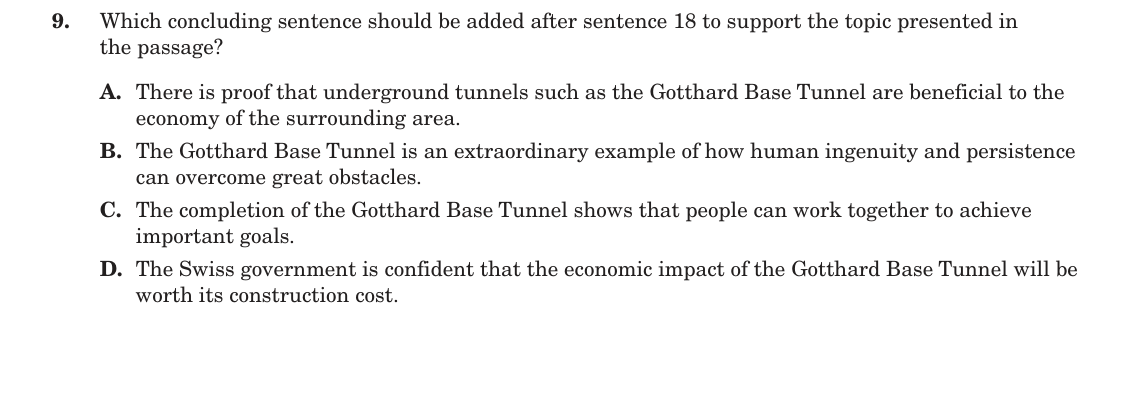 9. Which concluding sentence should be added after sentence 18 to support the topic presented in
the passage?
A. There is proof that underground tunnels such as the Gotthard Base Tunnel are beneficial to the
economy of the surrounding area.
B. The Gotthard Base Tunnel is an extraordinary example of how human ingenuity and persistence
can overcome great obstacles.
C. The completion of the Gotthard Base Tunnel shows that people can work together to achieve
important goals.
D. The Swiss government is confident that the economic impact of the Gotthard Base Tunnel will be
worth its construction cost.